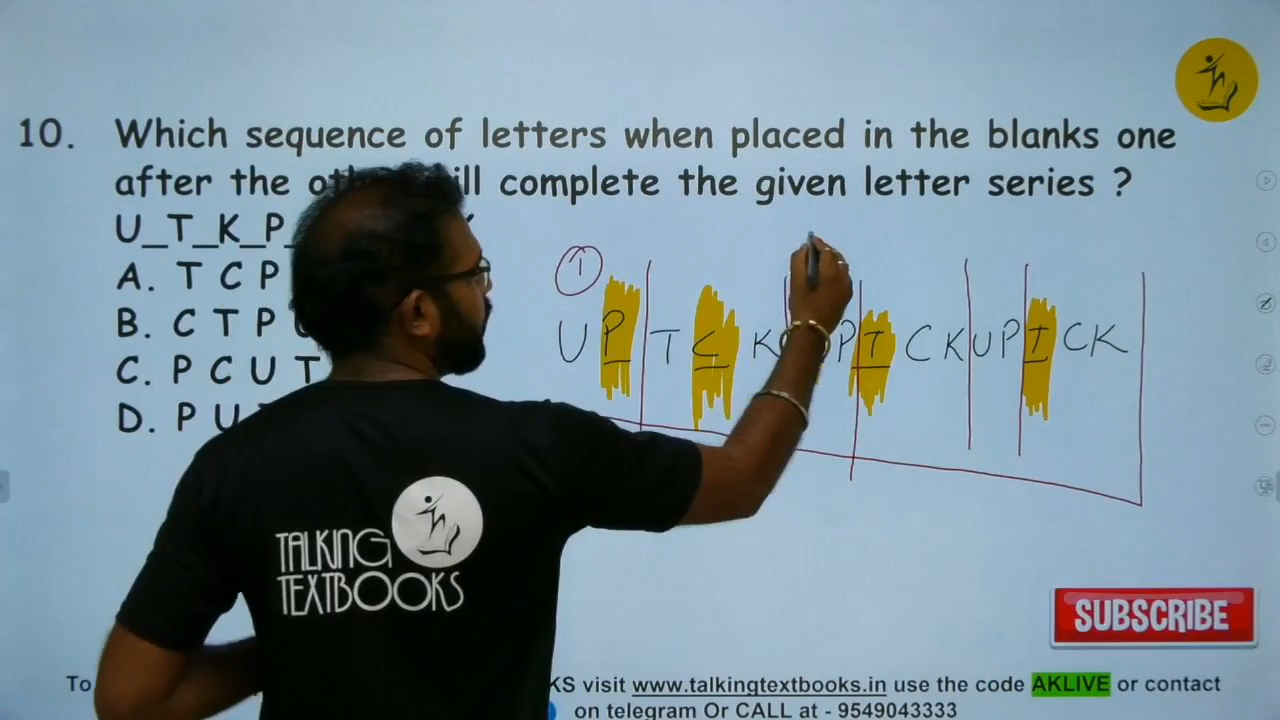 10. Which sequence of letters when placed in the blanks one
after the will complete the given letter series ?
U_T_K_P_
A. T C P
B. C T P
C. P C U T
D. P U
1
U P T C K P T C K U P T C K
TALKING
TEXTBOOKS
SUBSCRIBE
To KS visit www.talkingtextbooks.in use the code AKLIVE or contact
on telegram Or CALL at - 9549043333